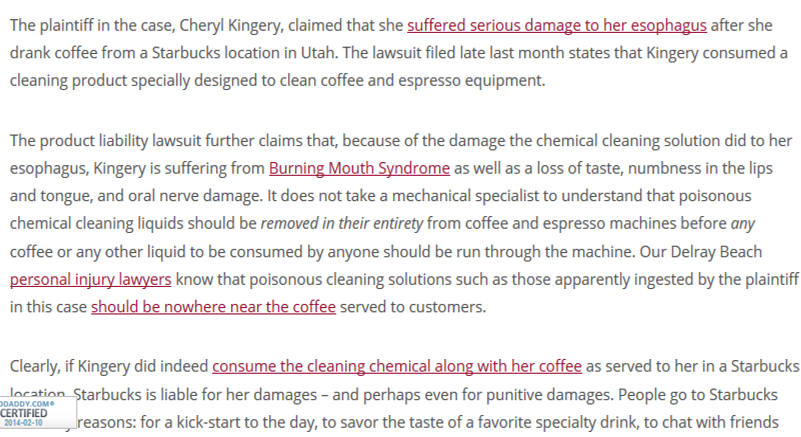 The plaintiff in the case, Cheryl Kingery, claimed that she suffered serious damage to her esophagus after she
drank coffee from a Starbucks location in Utah. The lawsuit filed late last month states that Kingery consumed a
cleaning product specially designed to clean coffee and espresso equipment.
The product liability lawsuit further claims that, because of the damage the chemical cleaning solution did to her
esophagus, Kingery is suffering from Burning Mouth Syndrome as well as a loss of taste, numbness in the lips
and tongue, and oral nerve damage. It does not take a mechanical specialist to understand that poisonous
chemical cleaning liquids should be removed in their entirety from coffee and espresso machines before any
coffee or any other liquid to be consumed by anyone should be run through the machine. Our Delray Beach
personal injury lawyers know that poisonous cleaning solutions such as those apparently ingested by the plaintiff
in this case should be nowhere near the coffee served to customers.
Clearly, if Kingery did indeed consume the cleaning chemical along with her coffee as served to her in a Starbucks
location, Starbucks is liable for her damages – and perhaps even for punitive damages. People go to Starbucks
reasons: for a kick-start to the day, to savor the taste of a favorite specialty drink, to chat with friends
ODADDY.COM®
CERTIFIED
2014-02-10